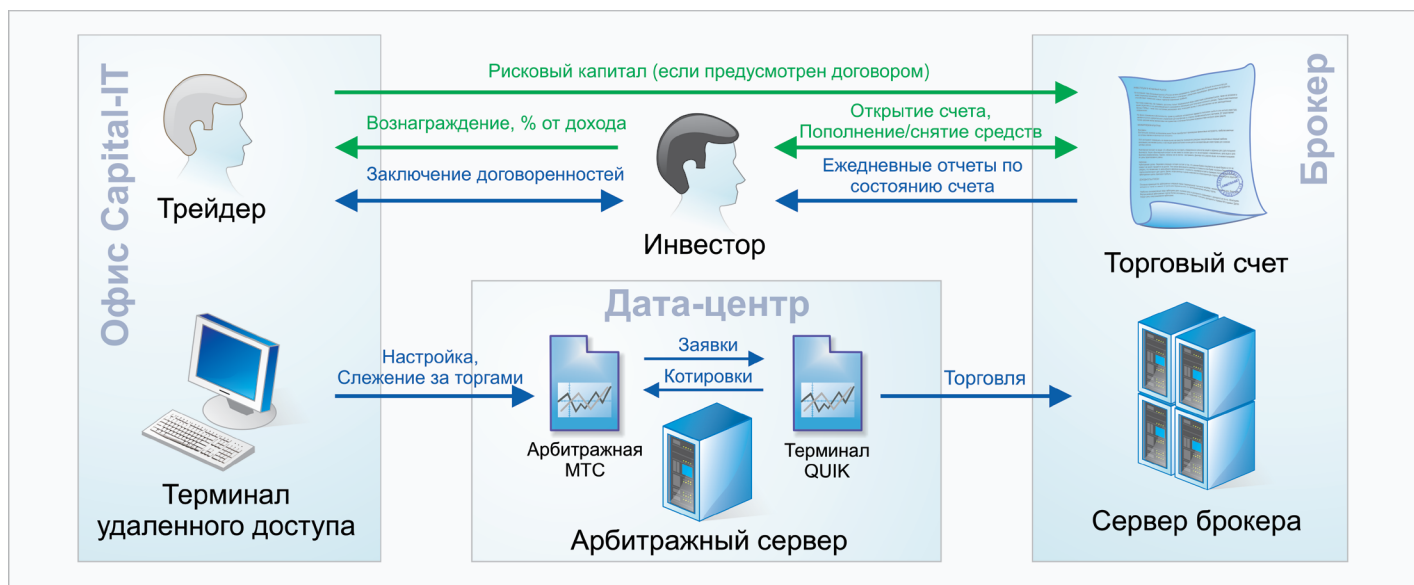 Офис Capital-IT
Трейдер
Рисковый капитал (если предусмотрен договором)
Вознаграждение, % от дохода
Заключение договоренностей
Инвестор
Открытие счета,
Пополнение/снятие средств
Ежедневные отчеты по
состоянию счета
Брокер
Торговый счет
Терминал
удаленного доступа
Настройка,
Слежение за торгами
Дата-центр
Заявки
Котировки
Арбитражная
МТС
Терминал
QUIK
Арбитражный сервер
Торговля
Сервер брокера